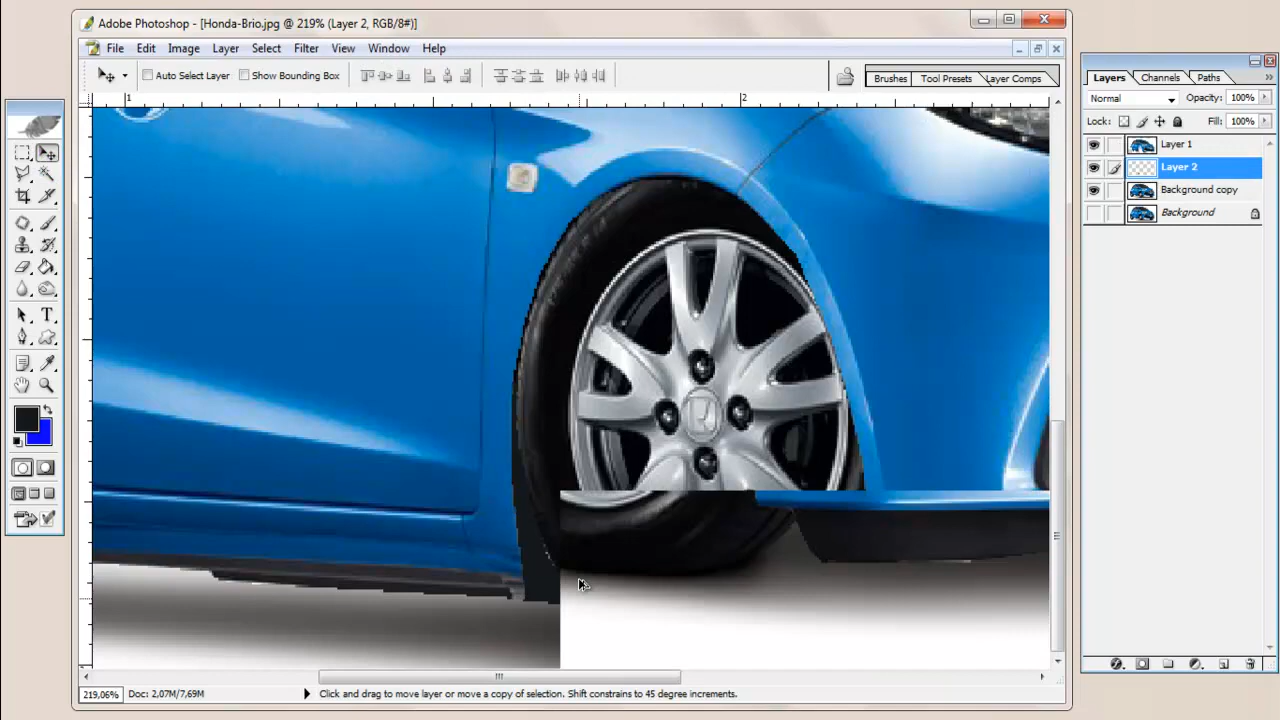 Adobe Photoshop - [Honda-Brio.jpg @ 219% (Layer 2, RGB/8#)]
File Edit Image Layer Select Filter View Window Help
Auto Select Layer Show Bounding Box
Brushes Tool Presets Layer Comps
1 2
Layers Channels Paths
Normal Opacity: 100%
Lock: Fill: 100%
Layer 1
Layer 2
Background copy
Background
T
219,06% Doc: 2,07M/7,69M Click and drag to move layer or move a copy of selection. Shift constrains to 45 degree increments.